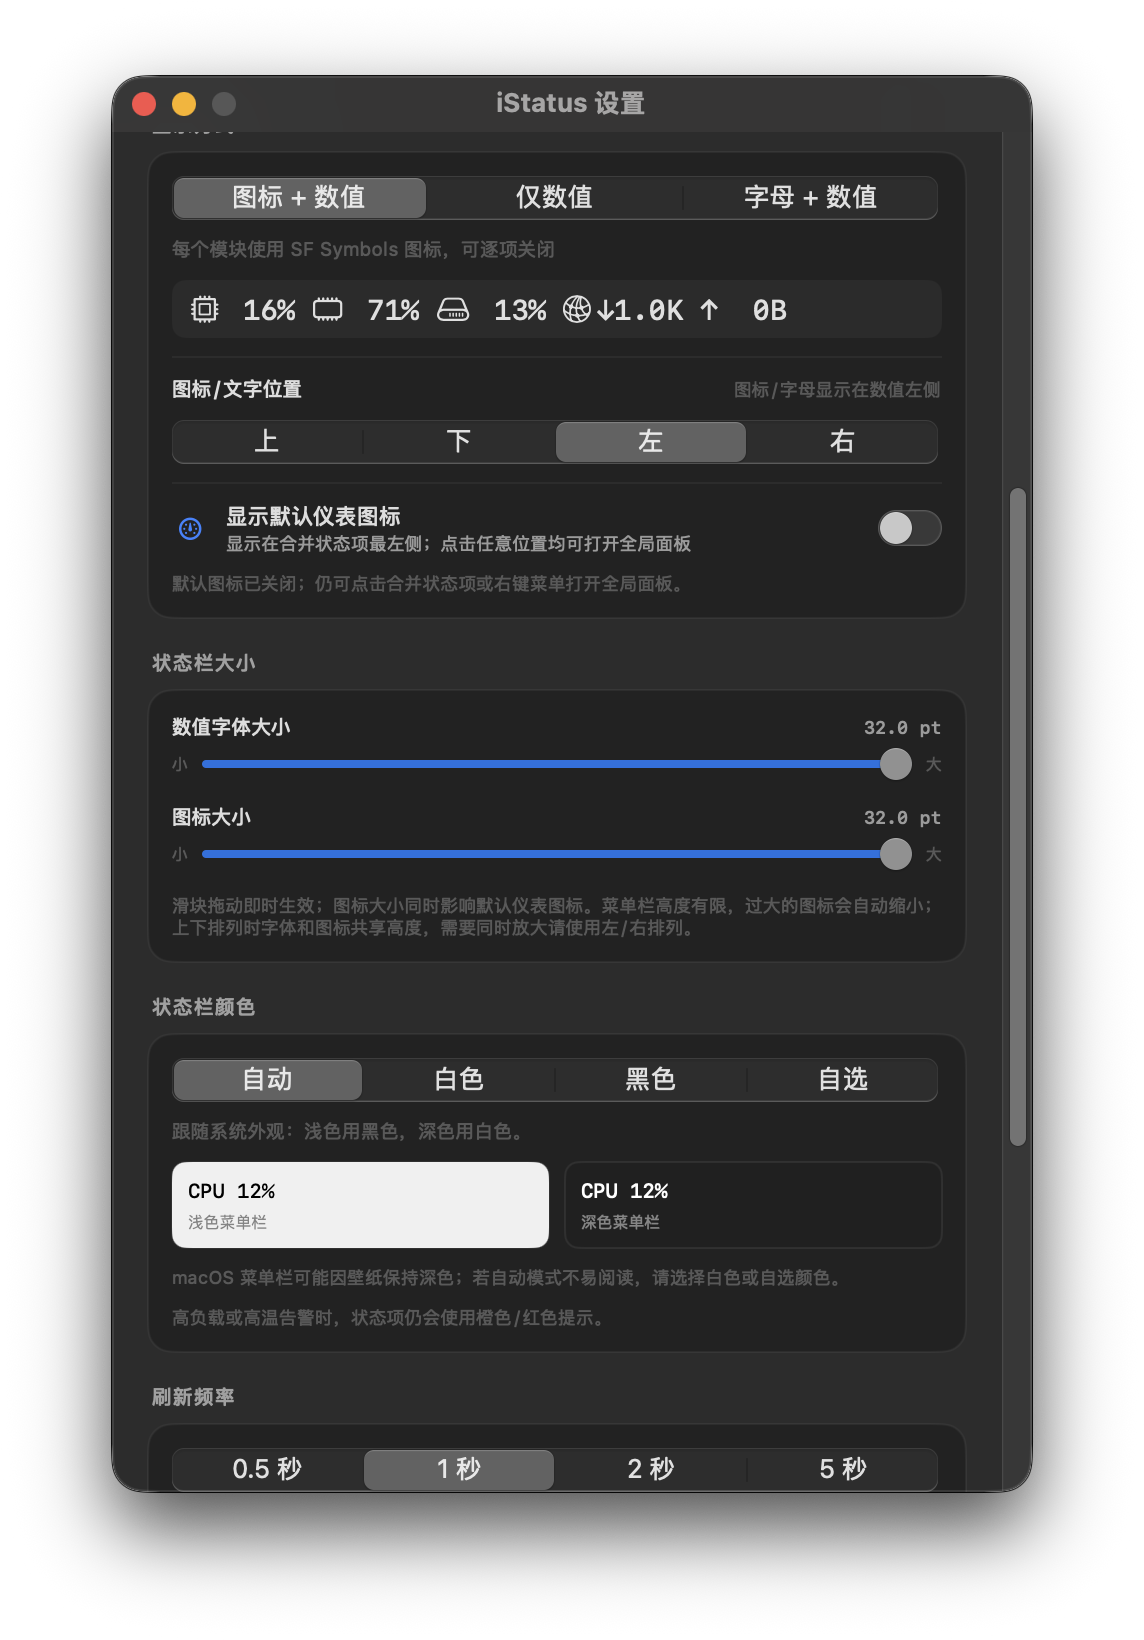 iStatus 设置
图标 + 数值
仅数值
字母 + 数值
每个模块使用 SF Symbols 图标，可逐项关闭
16% 71% 13% ↓1.0K ↑ 0B
图标/文字位置
图标/字母显示在数值左侧
上
下
左
右
显示默认仪表图标
显示在合并状态项最左侧；点击任意位置均可打开全局面板
默认图标已关闭；仍可点击合并状态项或右键菜单打开全局面板。
状态栏大小
数值字体大小
32.0 pt
小
大
图标大小
32.0 pt
小
大
滑块拖动即时生效；图标大小同时影响默认仪表图标。菜单栏高度有限，过大的图标会自动缩小；
上下排列时字体和图标共享高度，需要同时放大请使用左/右排列。
状态栏颜色
自动
白色
黑色
自选
跟随系统外观：浅色用黑色，深色用白色。
CPU 12%
浅色菜单栏
CPU 12%
深色菜单栏
macOS 菜单栏可能因壁纸保持深色；若自动模式不易阅读，请选择白色或自选颜色。
高负载或高温告警时，状态项仍会使用橙色/红色提示。
刷新频率
0.5 秒
1 秒
2 秒
5 秒